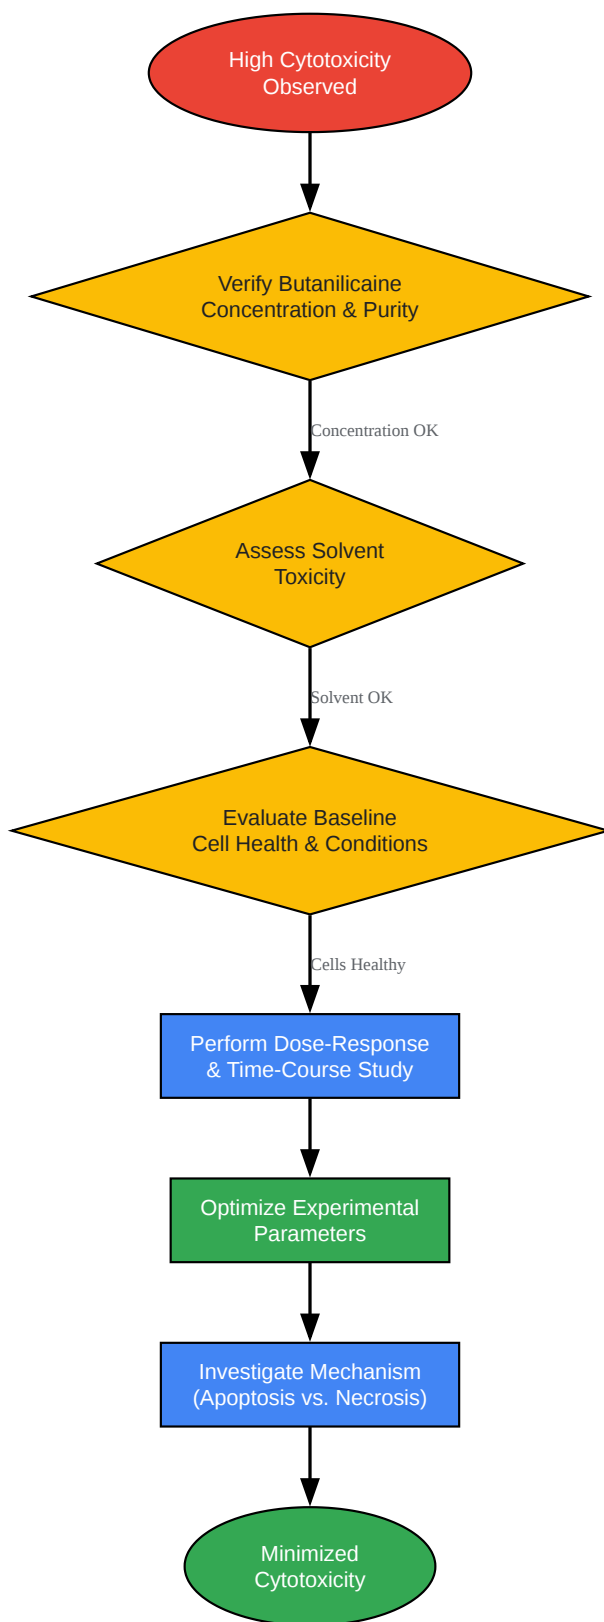 High Cytotoxicity
Observed
Verify Butanilicaine
Concentration & Purity
Concentration OK
Assess Solvent
Toxicity
Solvent OK
Evaluate Baseline
Cell Health & Conditions
Cells Healthy
Perform Dose-Response
& Time-Course Study
Optimize Experimental
Parameters
Investigate Mechanism
(Apoptosis vs. Necrosis)
Minimized
Cytotoxicity